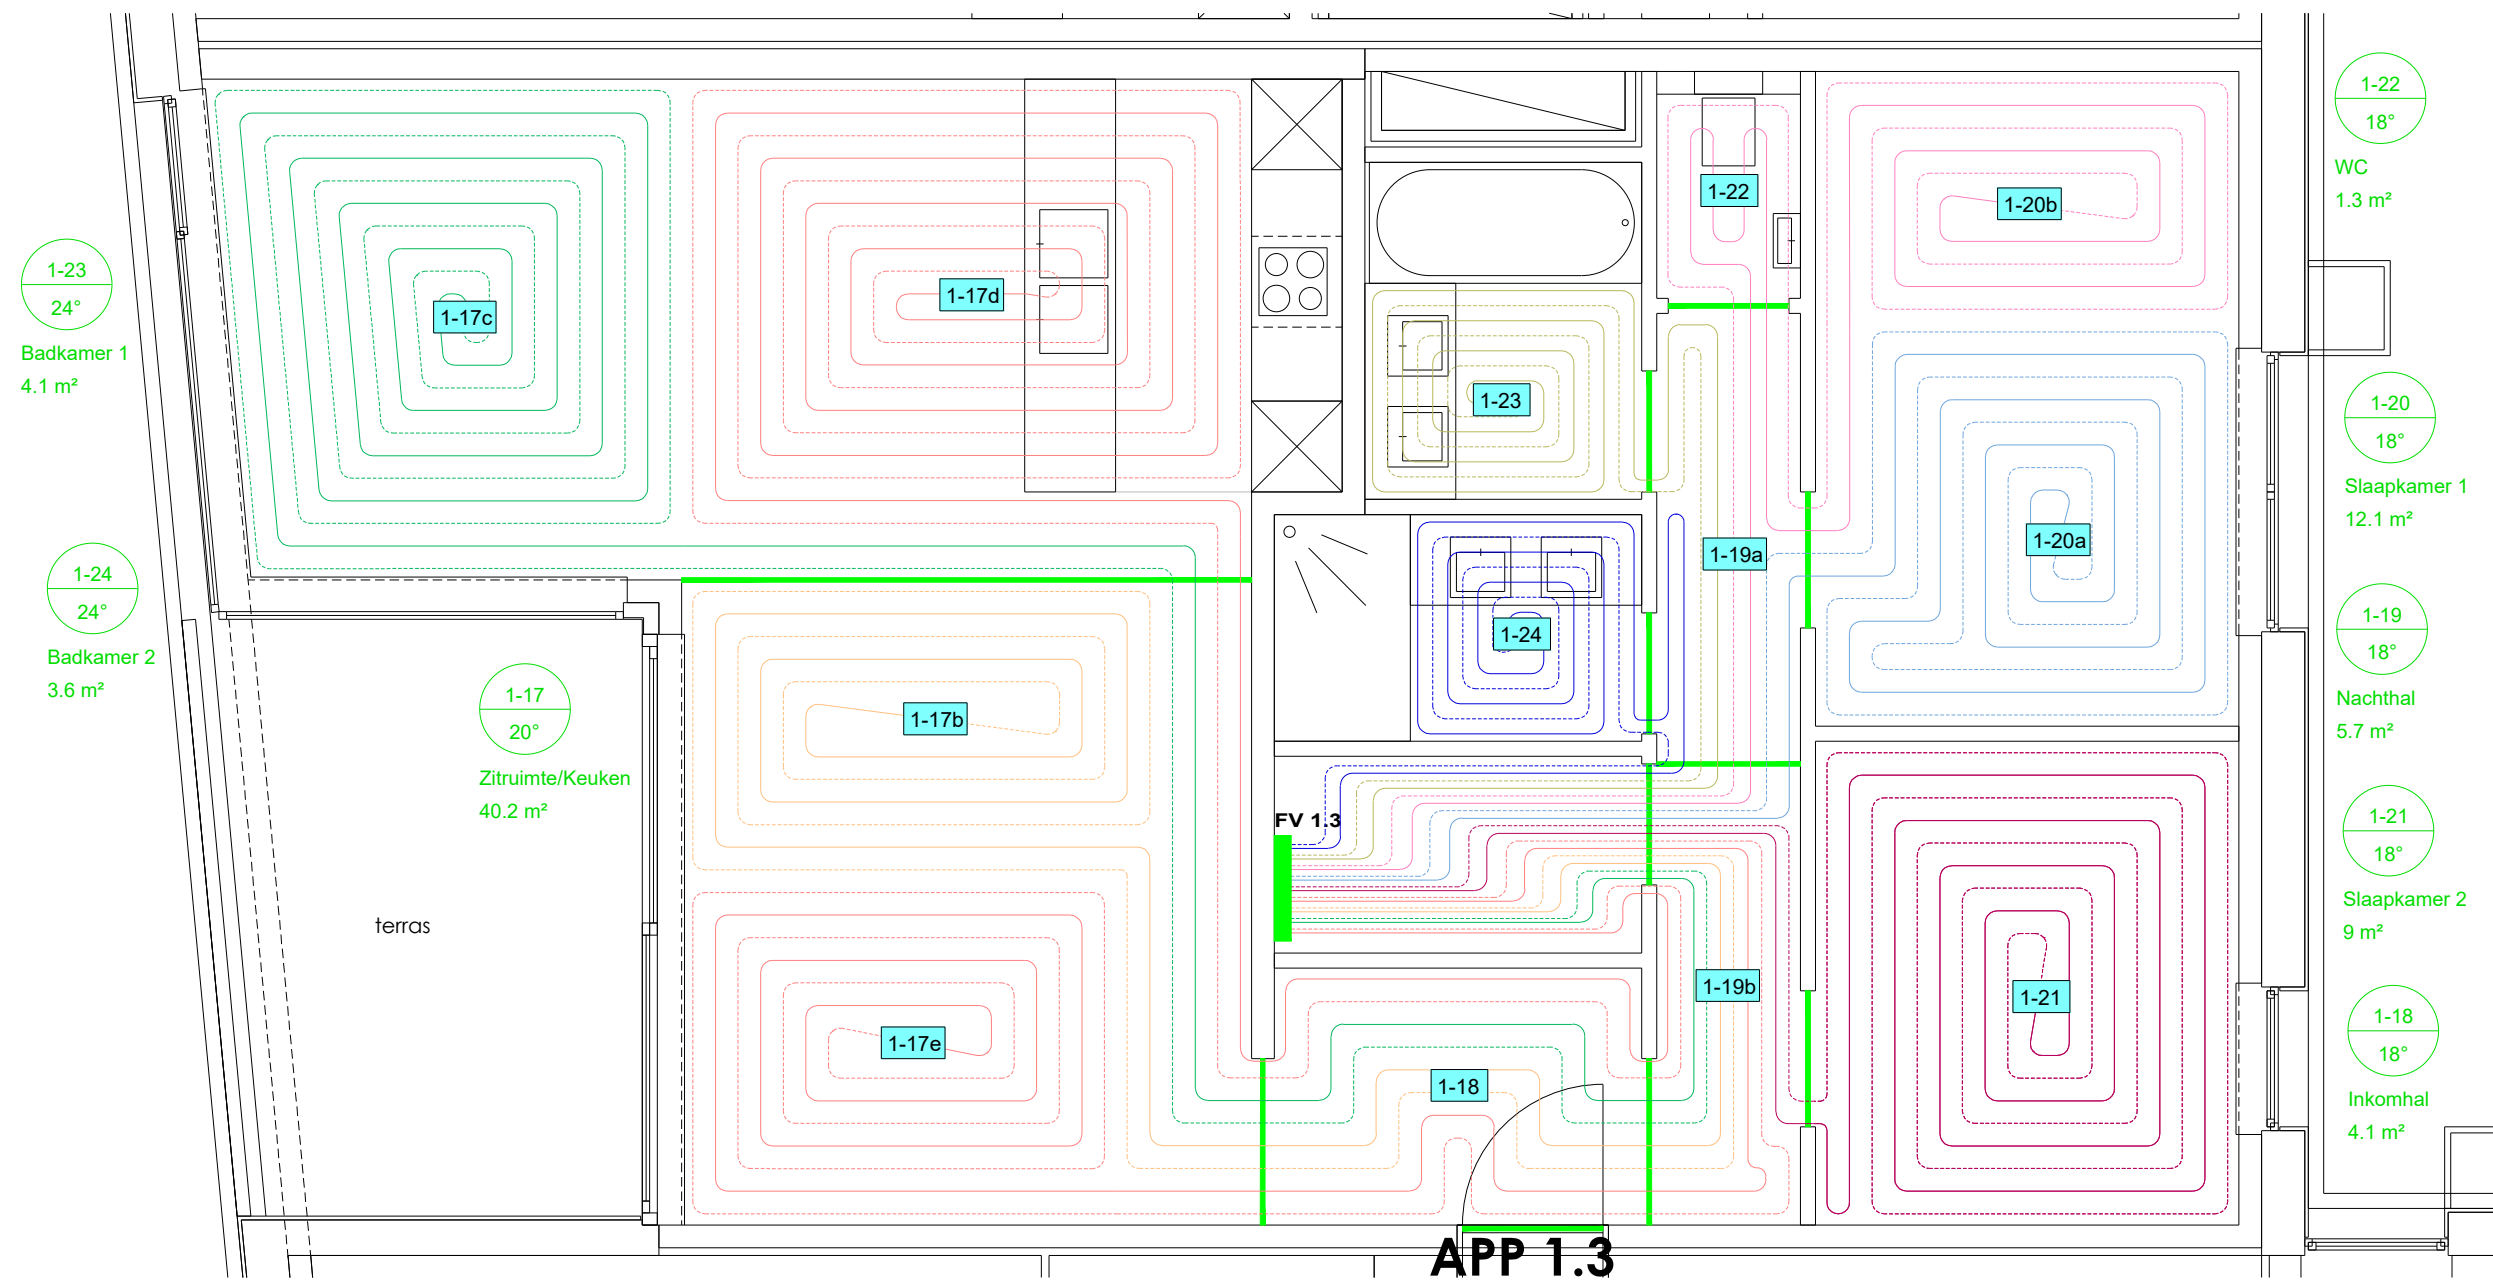 1-23
24°
Badkamer 1
4.1 m²
1-24
24°
Badkamer 2
3.6 m²
1-17
20°
Zitruimte/Keuken
40.2 m²
terras
1-17c
1-17d
1-17b
1-17e
1-22
1-23
1-24
1-19a
1-20b
1-20a
FV 1.3
1-19b
1-18
1-21
APP 1.3
1-22
18°
WC
1.3 m²
1-20
18°
Slaapkamer 1
12.1 m²
1-19
18°
Nachthal
5.7 m²
1-21
18°
Slaapkamer 2
9 m²
1-18
18°
Inkomhal
4.1 m²